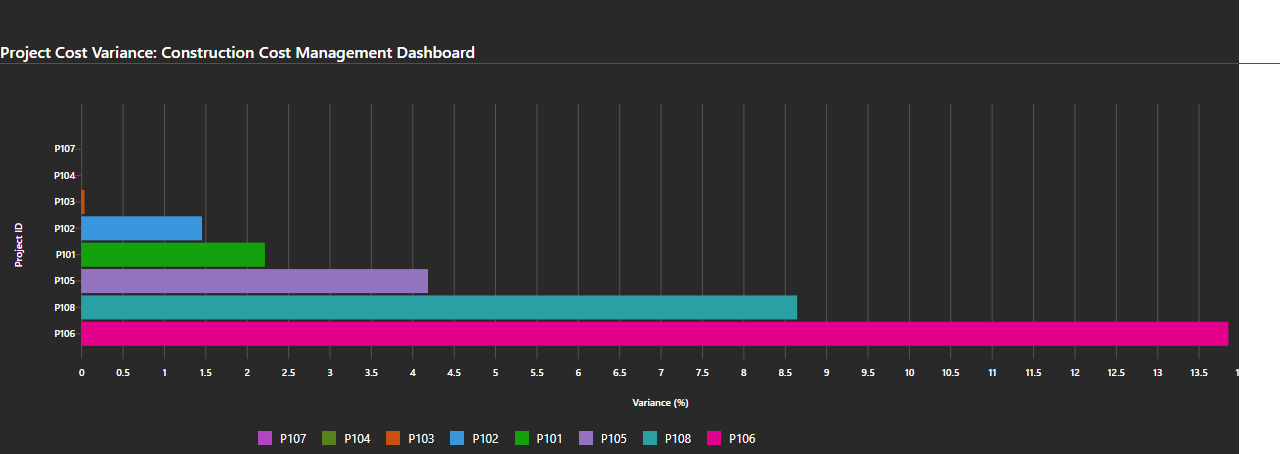 Project Cost Variance: Construction Cost Management Dashboard
P107
P104
P103
P102
P101
P105
P108
P106
Project ID
0 0.5 1 1.5 2 2.5 3 3.5 4 4.5 5 5.5 6 6.5 7 7.5 8 8.5 9 9.5 10 10.5 11 11.5 12 12.5 13 13.5 1
Variance (%)
P107 P104 P103 P102 P101 P105 P108 P106